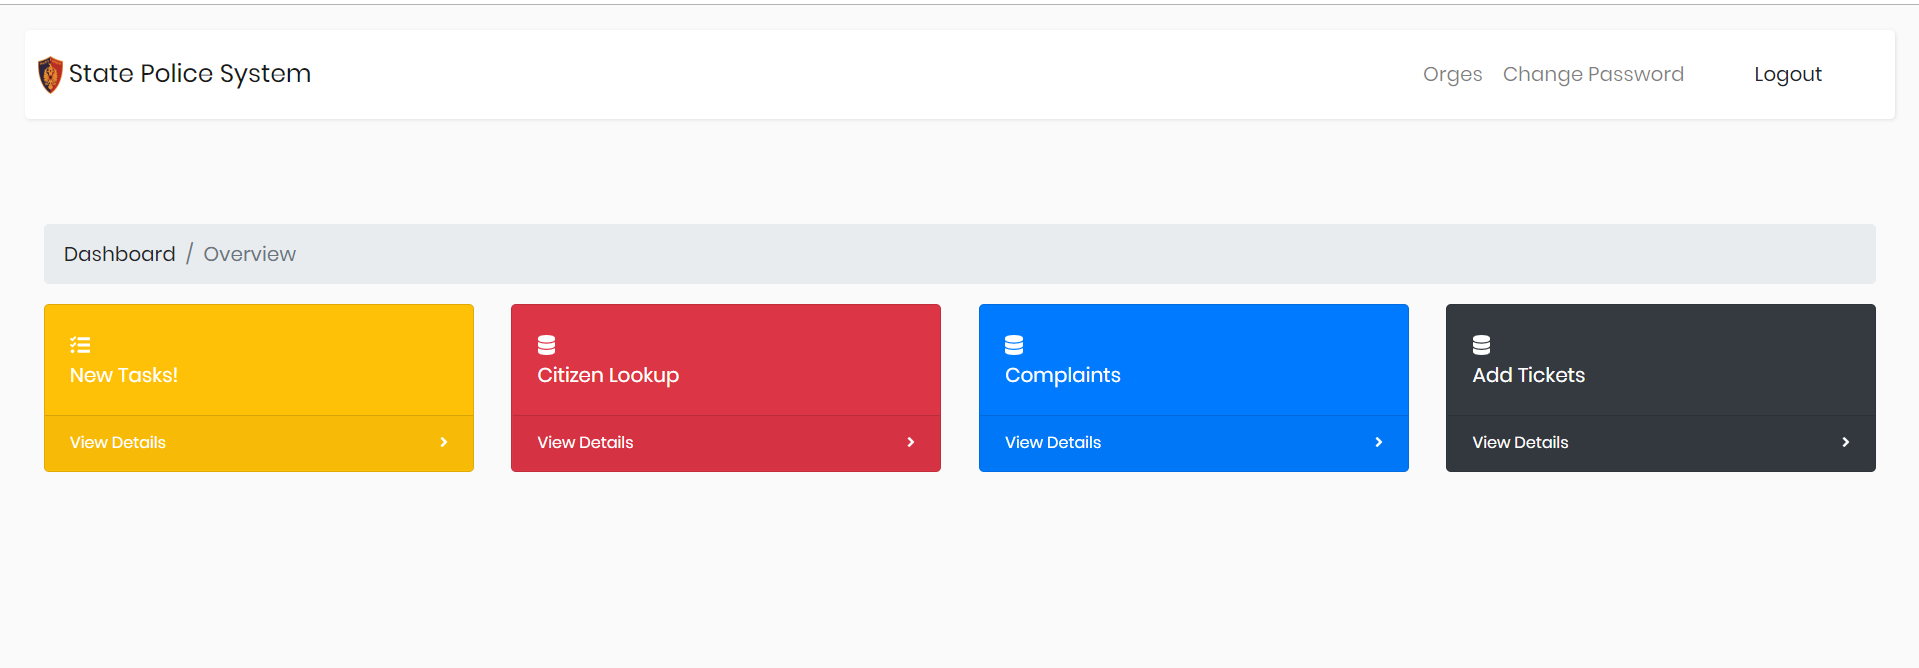 State Police System
Orges Change Password Logout
Dashboard / Overview
New Tasks!
View Details
Citizen Lookup
View Details
Complaints
View Details
Add Tickets
View Details